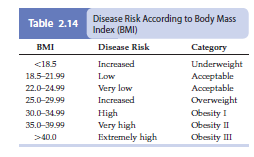 Table 2.14
Disease Risk According to Body Mass
Index (BMI)
BMI Disease Risk Category
<18.5 Increased Underweight
18.5–21.99 Low Acceptable
22.0–24.99 Very low Acceptable
25.0–29.99 Increased Overweight
30.0–34.99 High Obesity I
35.0–39.99 Very high Obesity II
>40.0 Extremely high Obesity III